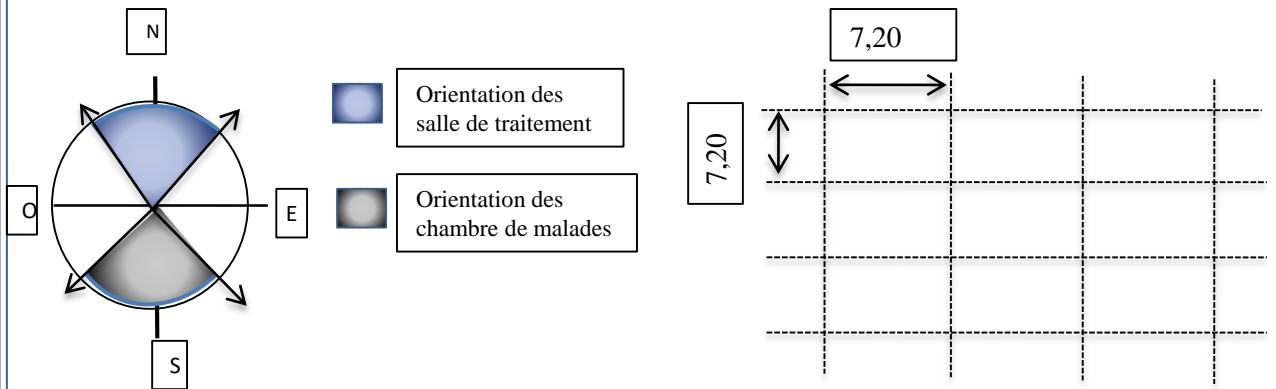 N
O
E
S
Orientation des
salle de traitement
Orientation des
chambre de malades
7,20
7,20